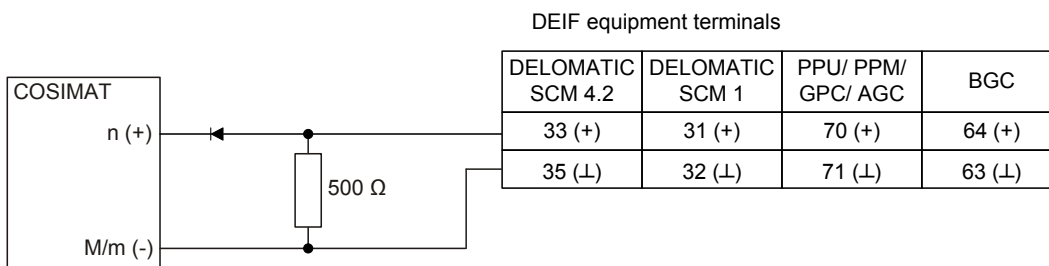 DEIF equipment terminals
DELOMATIC SCM 4.2
DELOMATIC SCM 1
PPU/ PPM/ GPC/ AGC
BGC
COSIMAT
n (+)
33 (+)
31 (+)
70 (+)
64 (+)
35 (⊥)
32 (⊥)
71 (⊥)
63 (⊥)
500 Ω
M/m (-)